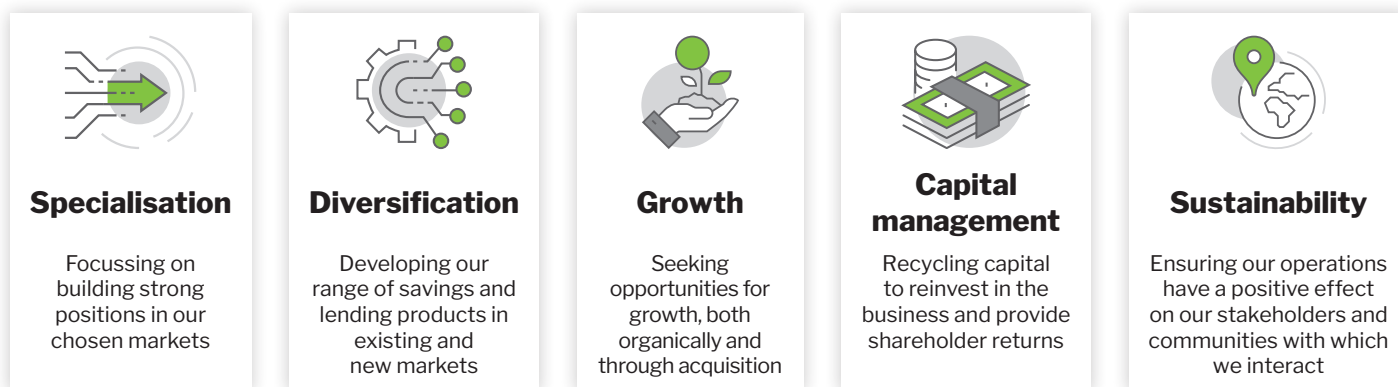 Specialisation
Focussing on
building strong
positions in our
chosen markets
Diversification
Developing our
range of savings and
lending products in
existing and
new markets
Growth
Seeking
opportunities for
growth, both
organically and
through acquisition
Capital
management
Recycling capital
to reinvest in the
business and provide
shareholder returns
Sustainability
Ensuring our operations
have a positive effect
on our stakeholders and
communities with which
we interact